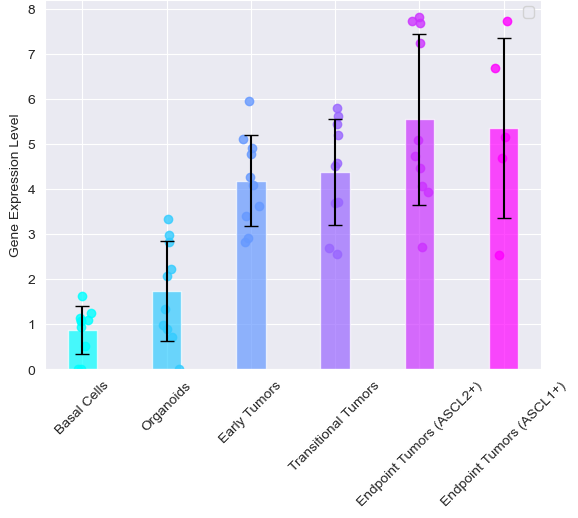 8
7
6
5
4
3
2
1
0
Gene Expression Level
Basal Cells
Organoids
Early Tumors
Transitional Tumors
Endpoint Tumors (ASCL2+)
Endpoint Tumors (ASCL1+)